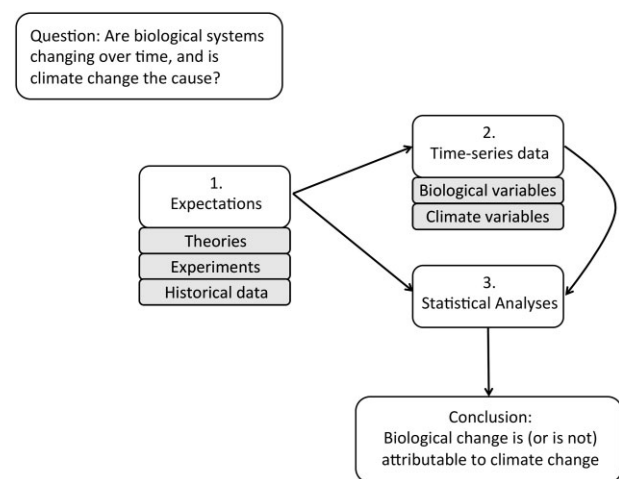 Question: Are biological systems
changing over time, and is
climate change the cause?
1.
Expectations
Theories
Experiments
Historical data
2.
Time-series data
Biological variables
Climate variables
3.
Statistical Analyses
Conclusion:
Biological change is (or is not)
attributable to climate change